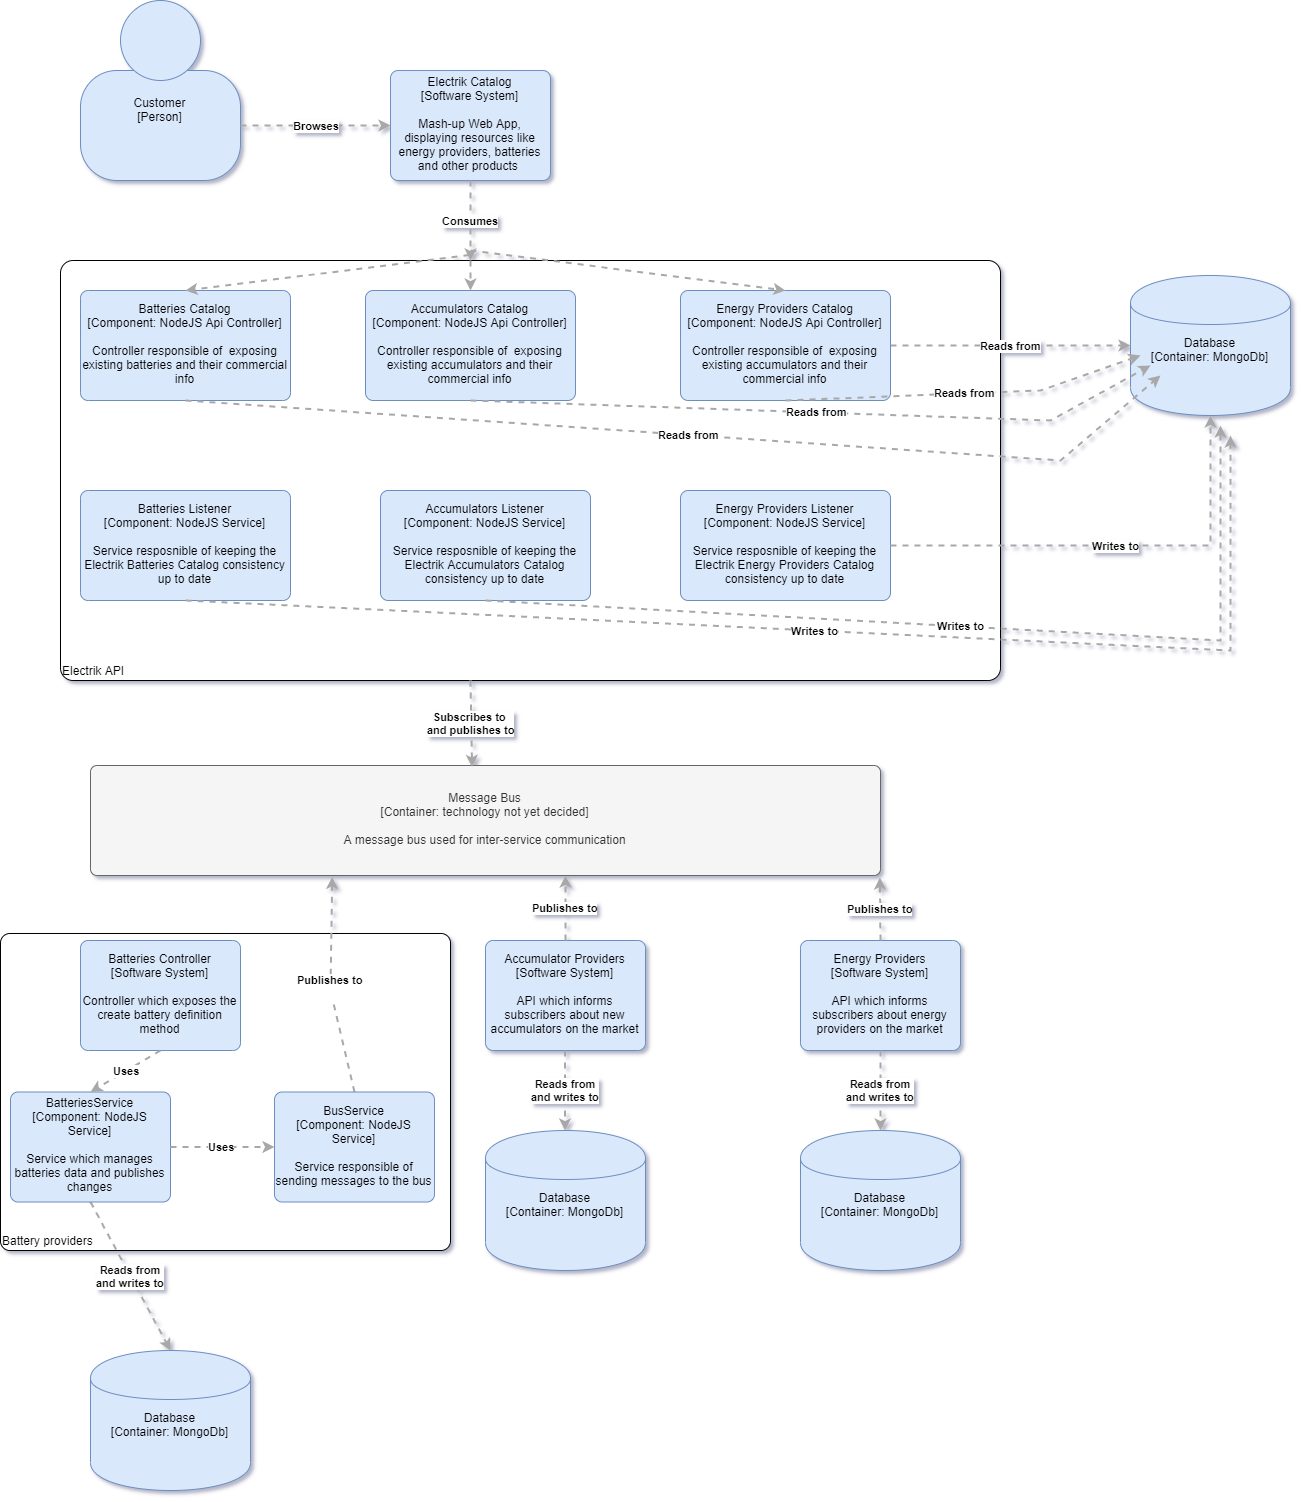 Customer
[Person]
Browses
Electrik Catalog
[Software System]
Mash-up Web App,
displaying resources like
energy providers, batteries
and other products
Consumes
Batteries Catalog
[Component: NodeJS Api Controller]
Controller responsible of  exposing
existing batteries and their commercial
info
Accumulators Catalog
[Component: NodeJS Api Controller]
Controller responsible of  exposing
existing accumulators and their
commercial info
Energy Providers Catalog
[Component: NodeJS Api Controller]
Controller responsible of  exposing
existing accumulators and their
commercial info
Reads from
Reads from
Reads from
Reads from
Database
[Container: MongoDb]
Batteries Listener
[Component: NodeJS Service]
Service resposnible of keeping the
Electrik Batteries Catalog consistency
up to date
Accumulators Listener
[Component: NodeJS Service]
Service resposnible of keeping the
Electrik Accumulators Catalog
consistency up to date
Energy Providers Listener
[Component: NodeJS Service]
Service resposnible of keeping the
Electrik Energy Providers Catalog
consistency up to date
Writes to
Writes to
Writes to
Electrik API
Subscribes to
and publishes to
Message Bus
[Container: technology not yet decided]
A message bus used for inter-service communication
Publishes to
Publishes to
Publishes to
Batteries Controller
[Software System]
Controller which exposes the
create battery definition
method
Uses
BatteriesService
[Component: NodeJS
Service]
Service which manages
batteries data and publishes
changes
Uses
BusService
[Component: NodeJS
Service]
Service responsible of
sending messages to the bus
Battery providers
Accumulator Providers
[Software System]
API which informs
subscribers about new
accumulators on the market
Energy Providers
[Software System]
API which informs
subscribers about energy
providers on the market
Reads from
and writes to
Reads from
and writes to
Database
[Container: MongoDb]
Database
[Container: MongoDb]
Reads from
and writes to
Database
[Container: MongoDb]